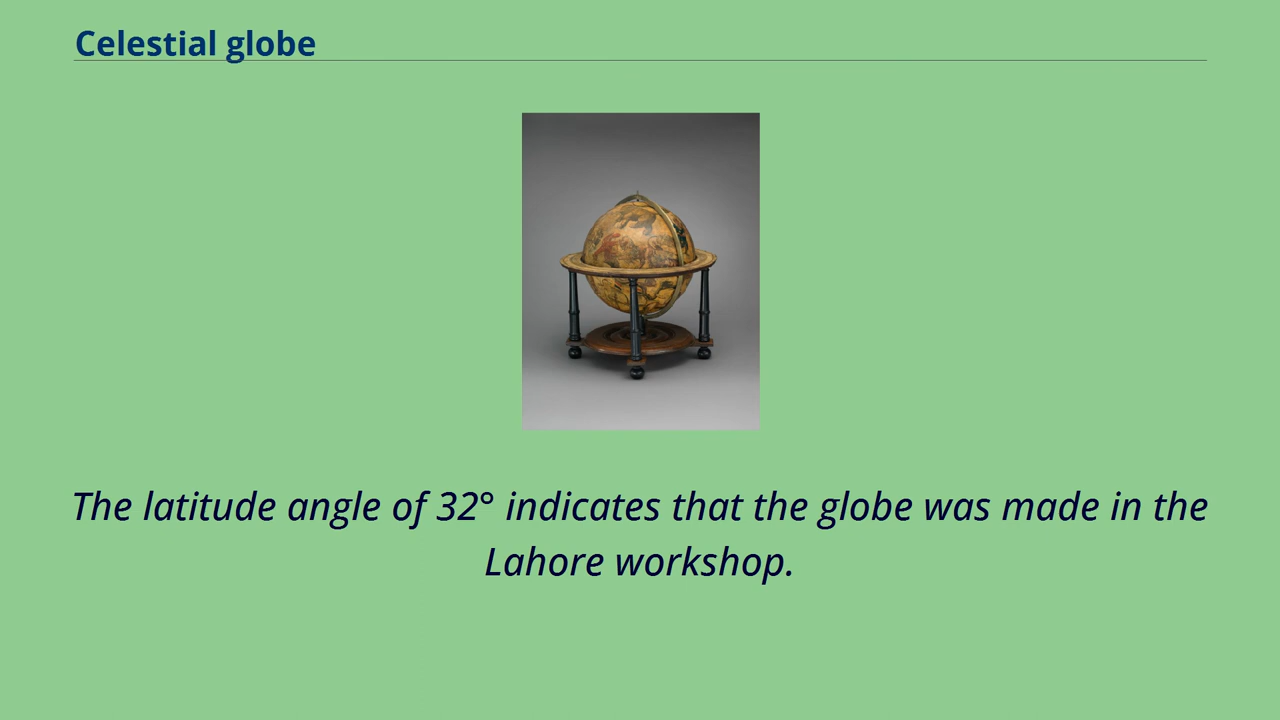 Celestial globe
The latitude angle of 32° indicates that the globe was made in the
Lahore workshop.